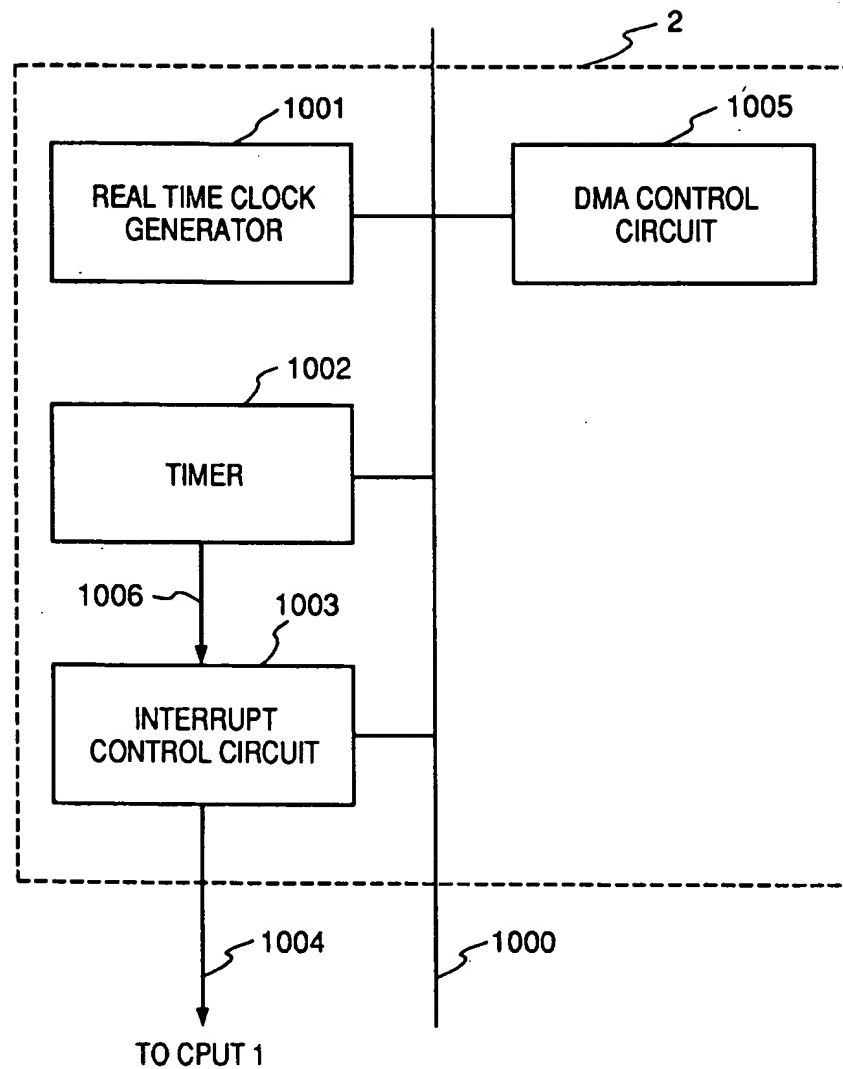 2
1001
1005
REAL TIME CLOCK
GENERATOR
DMA CONTROL
CIRCUIT
1002
TIMER
1006
1003
INTERRUPT
CONTROL CIRCUIT
1004
1000
TO CPUT 1